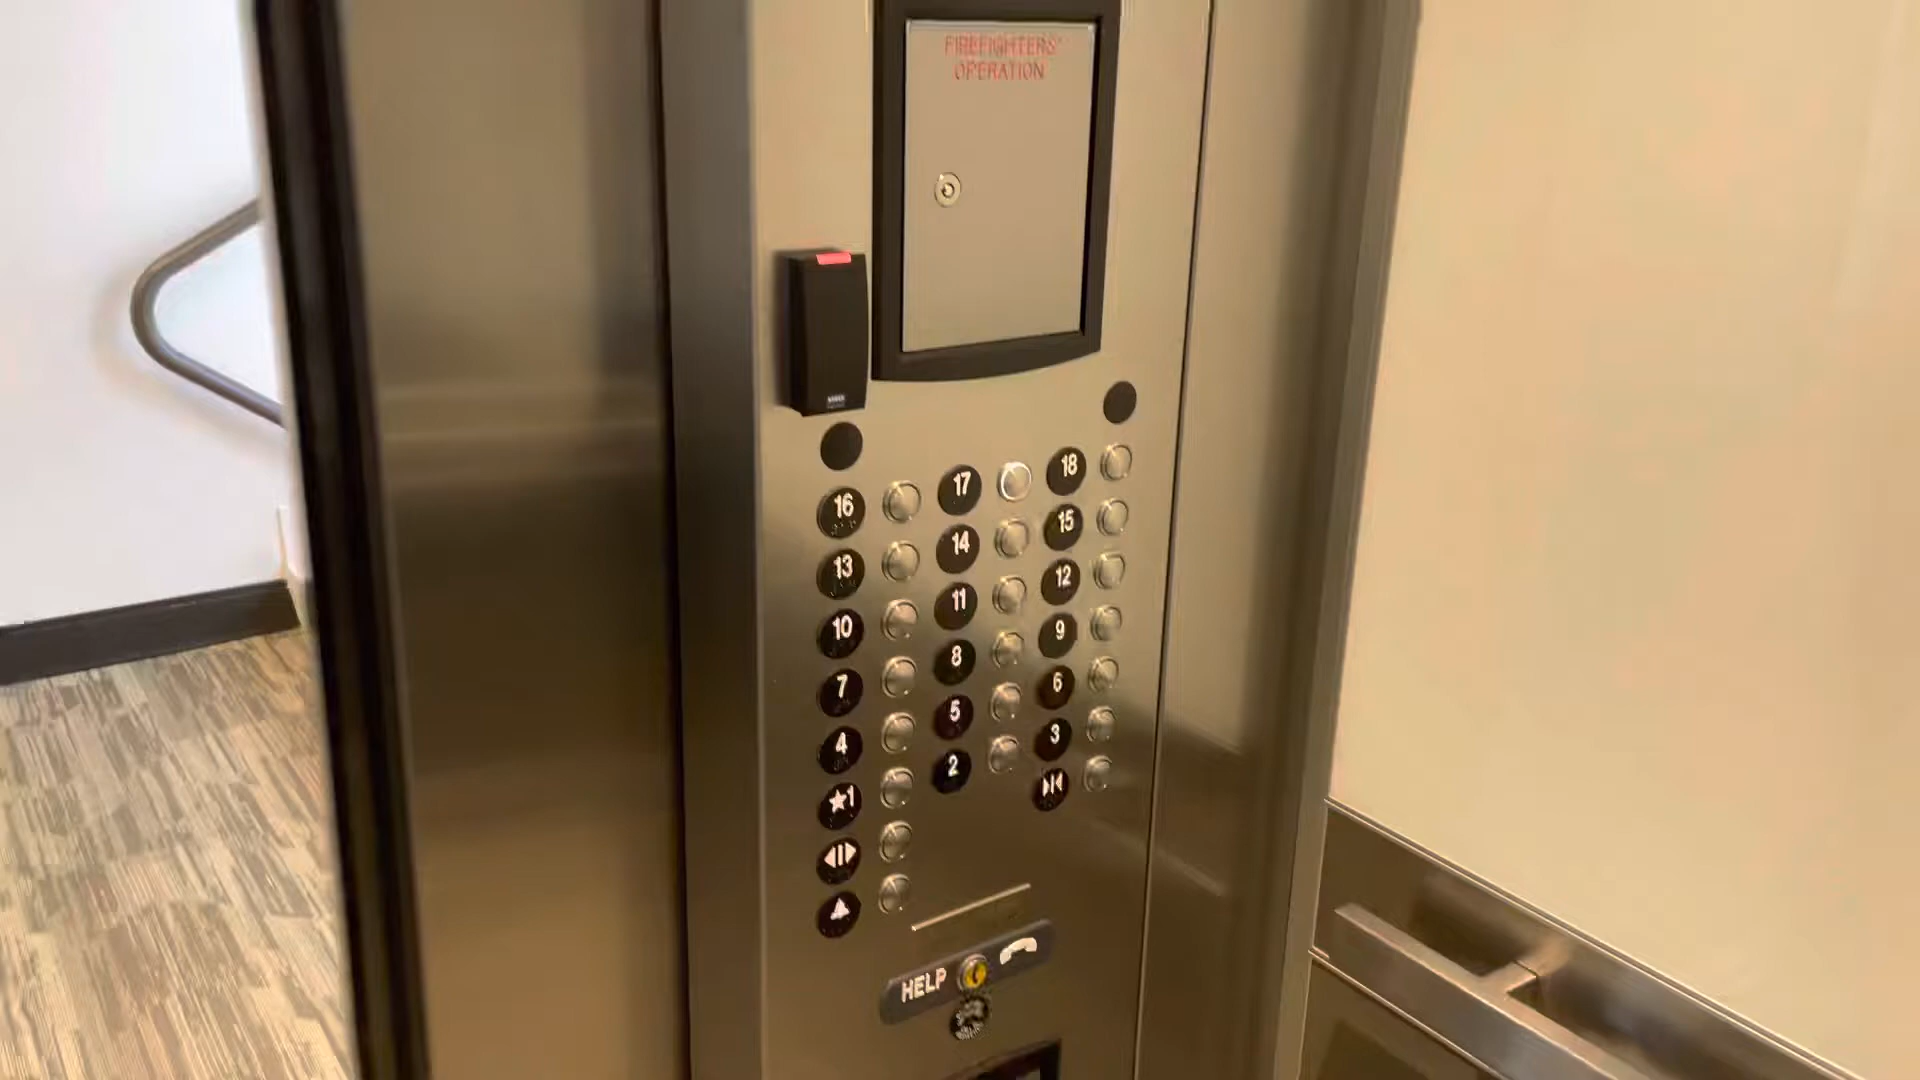 FIREFIGHTERS'
OPERATION
16 17 18
13 14 15
10 11 12
7 8 9
4 5 6
★1 2 3
HELP